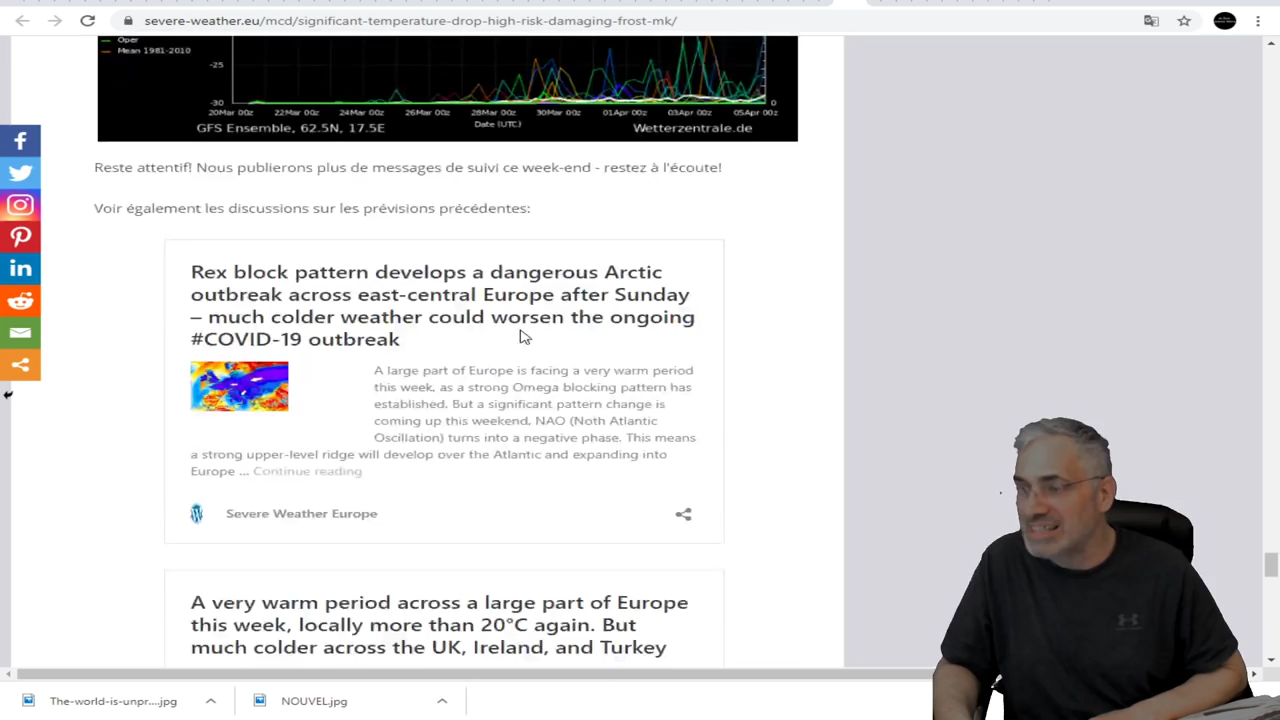 severe-weather.eu/mcd/significant-temperature-drop-high-risk-damaging-frost-mk/
Oper
Mean 1981-2010
-25
-30
0
20Mar 00z 22Mar 00z 24Mar 00z 26Mar 00z 28Mar 00z 30Mar 00z 01Apr 00z 03Apr 00z 05Apr 00z
GFS Ensemble, 62.5N, 17.5E
Date (UTC)
Wetterzentrale.de
Reste attentif! Nous publierons plus de messages de suivi ce week-end - restez à l'écoute!
Voir également les discussions sur les prévisions précédentes:
Rex block pattern develops a dangerous Arctic
outbreak across east-central Europe after Sunday
– much colder weather could worsen the ongoing
#COVID-19 outbreak
A large part of Europe is facing a very warm period
this week, as a strong Omega blocking pattern has
established. But a significant pattern change is
coming up this weekend, NAO (Noth Atlantic
Oscillation) turns into a negative phase. This means
a strong upper-level ridge will develop over the Atlantic and expanding into
Europe ... Continue reading
Severe Weather Europe
A very warm period across a large part of Europe
this week, locally more than 20°C again. But
much colder across the UK, Ireland, and Turkey
The-world-is-unpr....jpg
NOUVEL.jpg